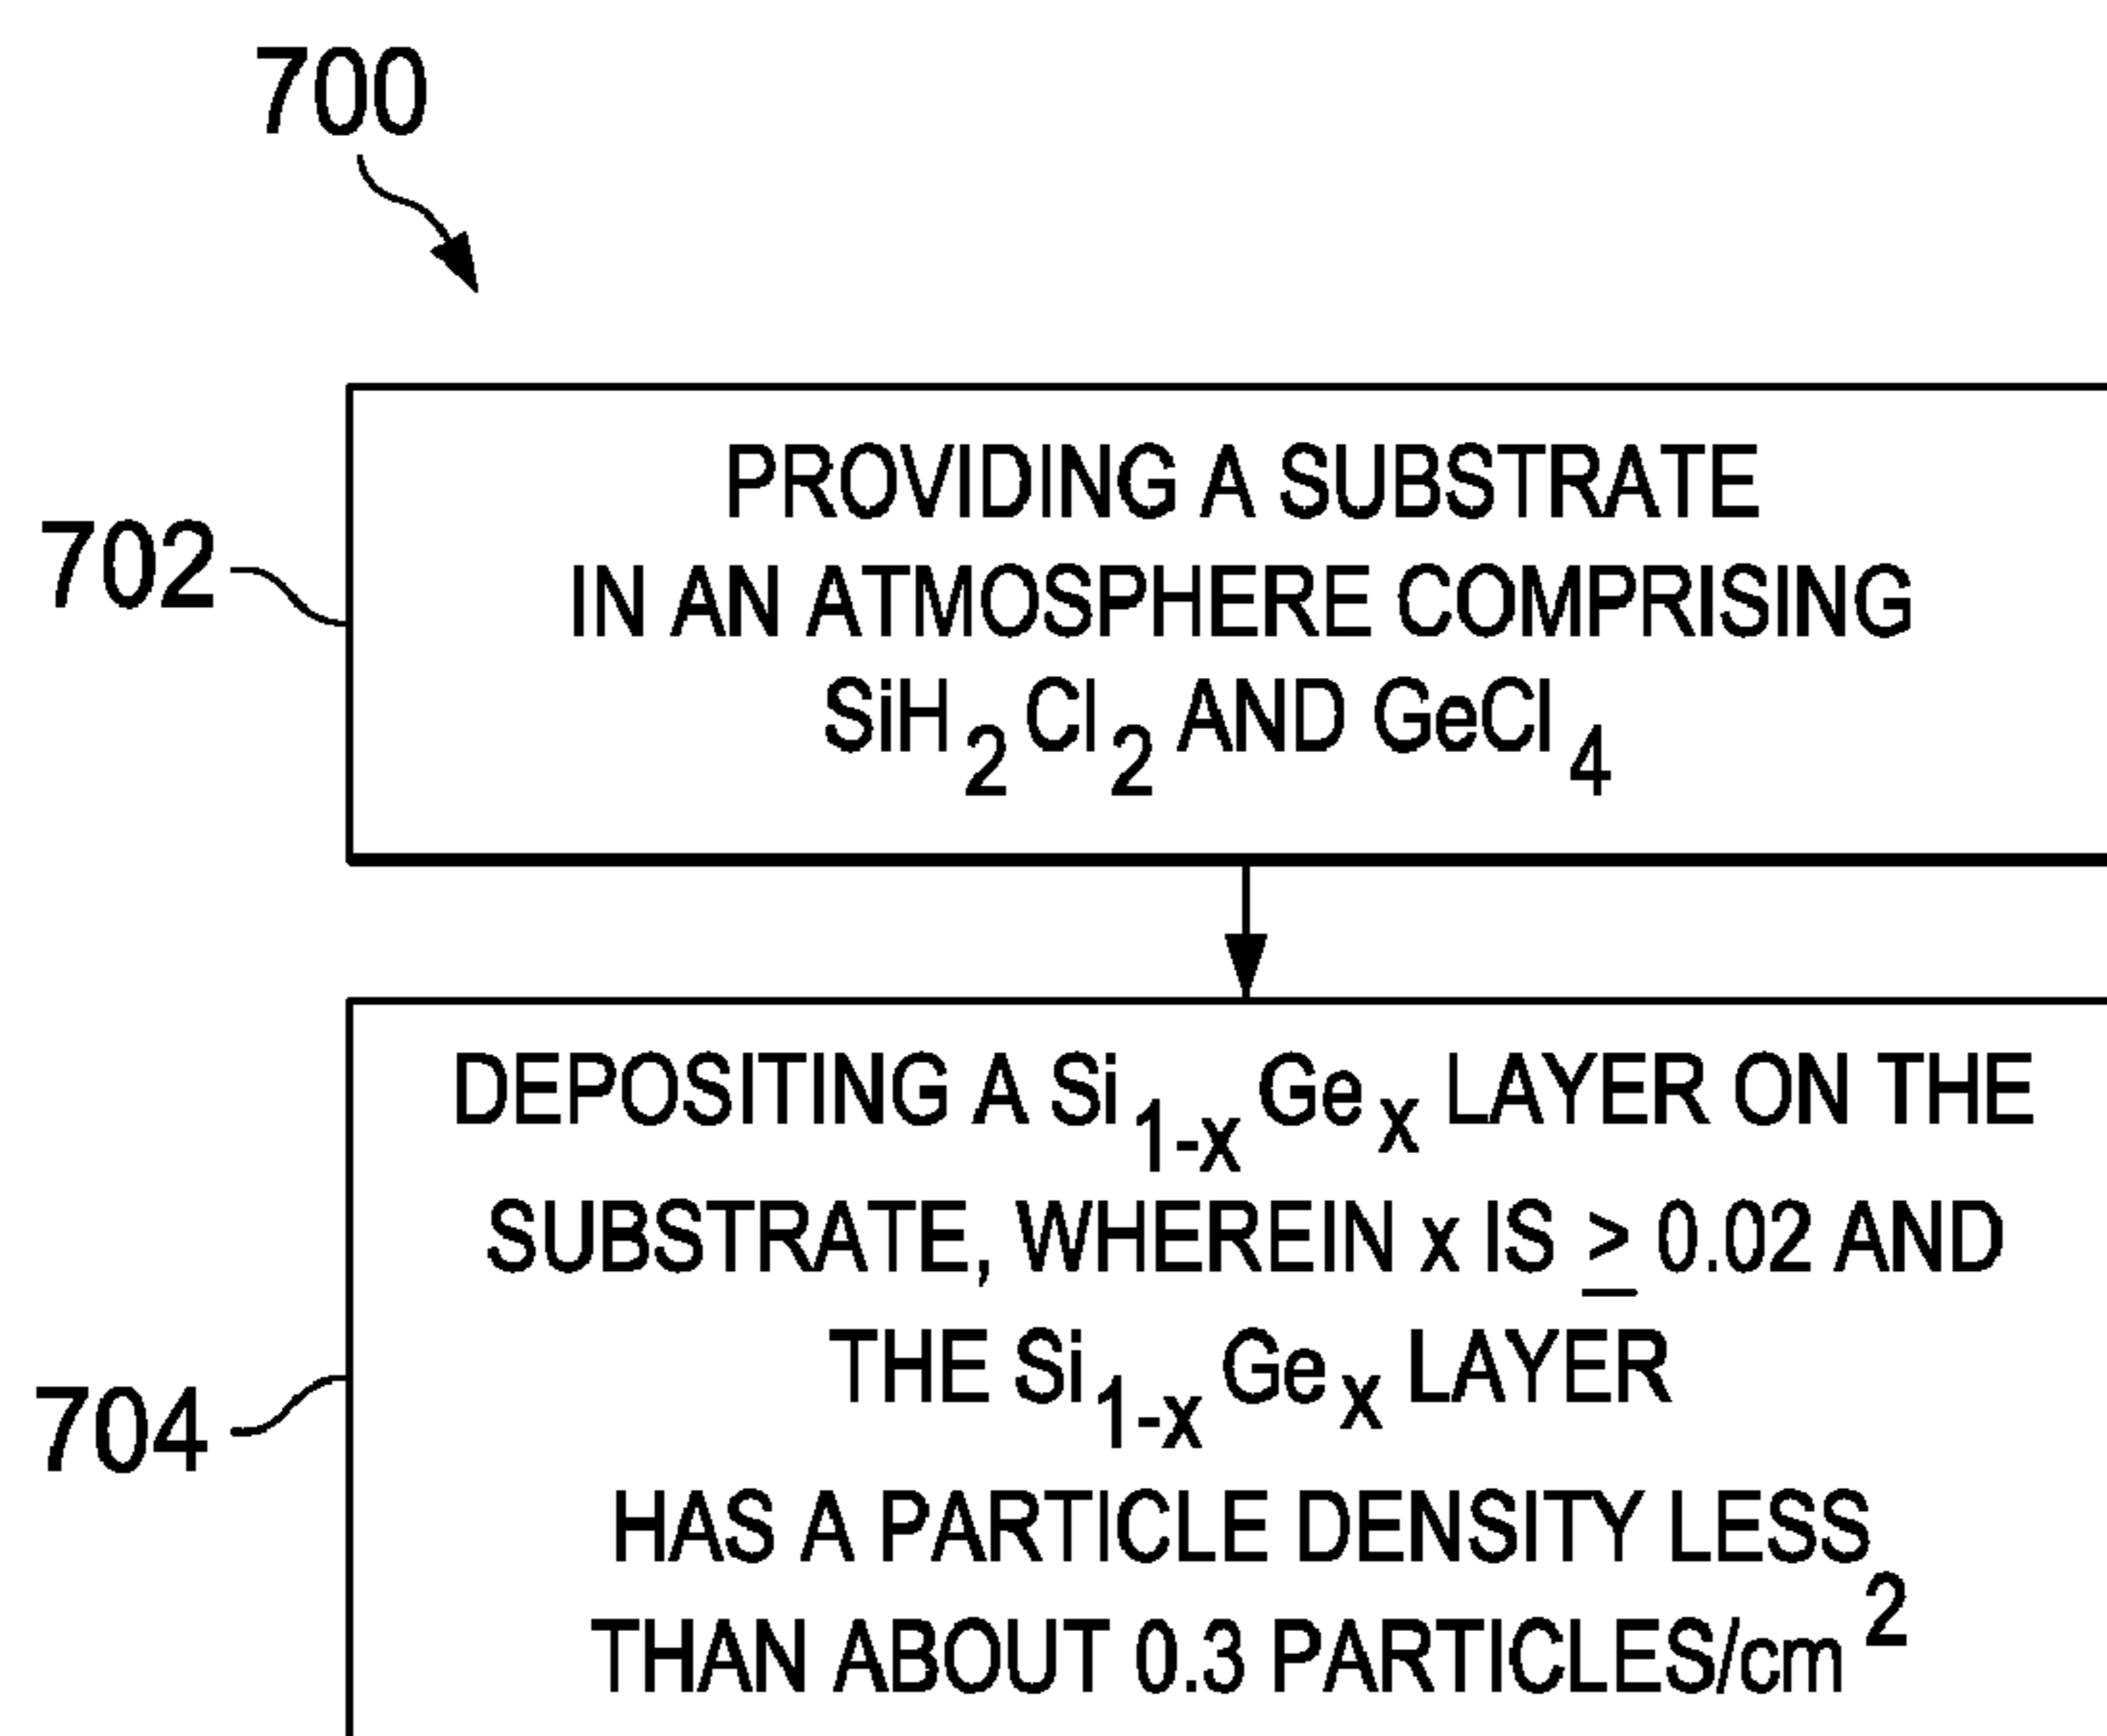 700
702
PROVIDING A SUBSTRATE
IN AN ATMOSPHERE COMPRISING
SiH₂Cl₂ AND GeCl₄
DEPOSITING A Si₁₋ₓGeₓ LAYER ON THE
SUBSTRATE, WHEREIN x IS ≥ 0.02 AND
THE Si₁₋ₓGeₓ LAYER
704
HAS A PARTICLE DENSITY LESS
THAN ABOUT 0.3 PARTICLES/cm²